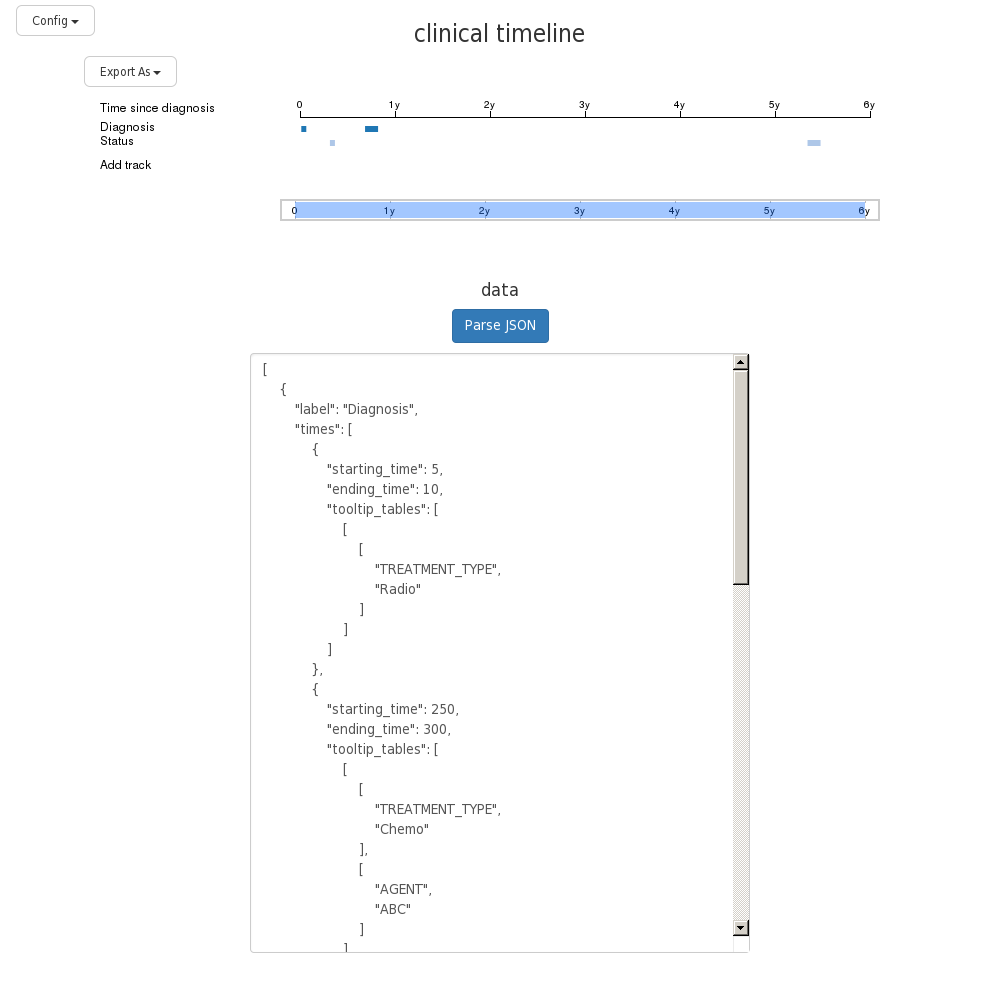 Config
clinical timeline
Export As
Time since diagnosis
0 1y 2y 3y 4y 5y 6y
Diagnosis
Status
Add track
0 1y 2y 3y 4y 5y 6y
data
Parse JSON
[
{
"label": "Diagnosis",
"times": [
{
"starting_time": 5,
"ending_time": 10,
"tooltip_tables": [
[
[
"TREATMENT_TYPE",
"Radio"
]
]
]
},
{
"starting_time": 250,
"ending_time": 300,
"tooltip_tables": [
[
[
"TREATMENT_TYPE",
"Chemo"
],
[
"AGENT",
"ABC"
]
]